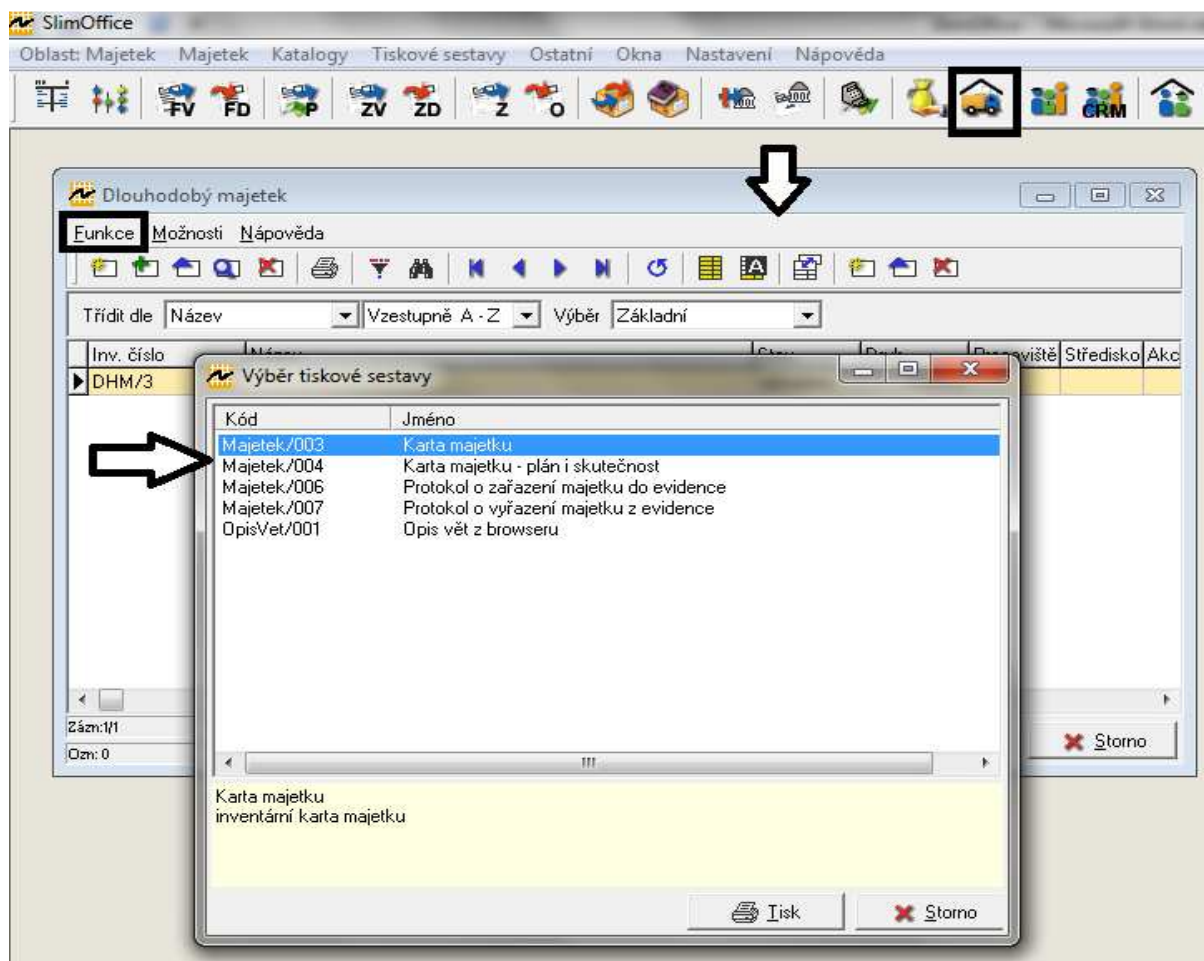 SlimOffice
Oblast: Majetek Majetek Katalogy Tiskové sestavy Ostatní Okna Nastavení Nápověda
FV FD P ZV ZD Z O CRM
Dlouhodobý majetek
Funkce Možnosti Nápověda
A
Třídit dle Název Vzestupně A - Z Výběr Základní
Inv. číslo Středisko Akc
DHM/3
Výběr tiskové sestavy
Kód Jméno
Majetek/003 Karta majetku
Majetek/004 Karta majetku - plán i skutečnost
Majetek/006 Protokol o zařazení majetku do evidence
Majetek/007 Protokol o vyřazení majetku z evidence
OpisVet/001 Opis vět z browseru
Zázn:1/1
Ozn: 0
Storno
Karta majetku
inventární karta majetku
Tisk Storno